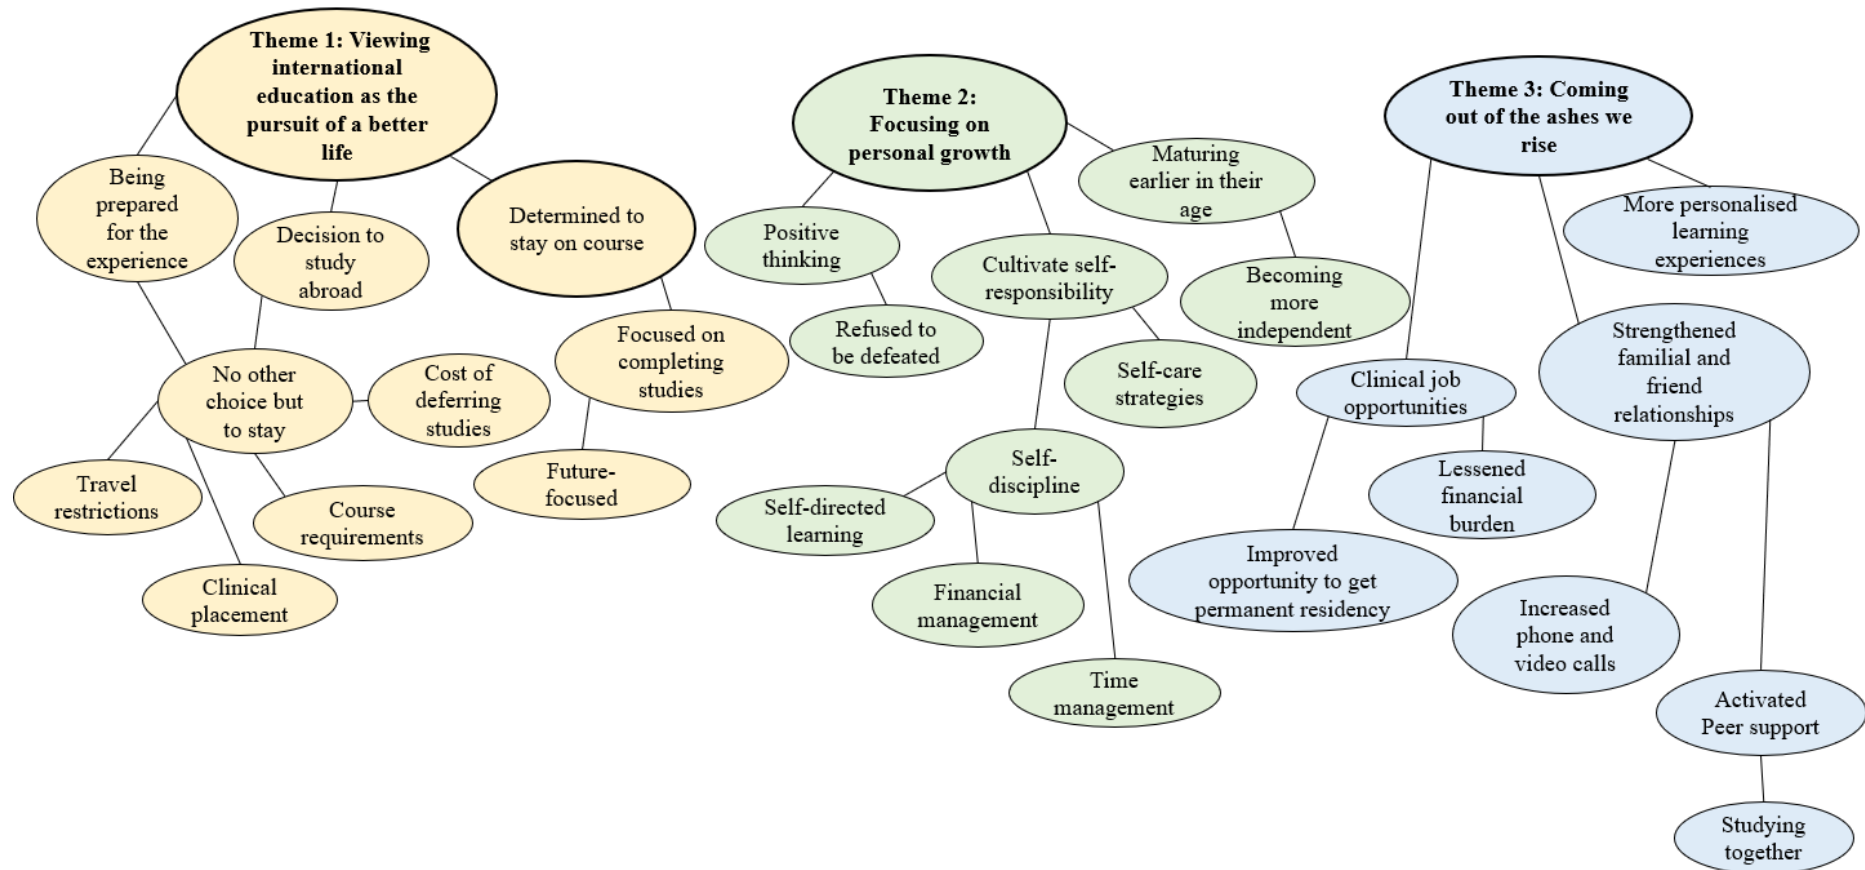 Theme 1: Viewing
international
education as the
pursuit of a better
life
Being
prepared
for the
experience
Decision to
study
abroad
Determined to
stay on course
No other
choice but
to stay
Cost of
deferring
studies
Focused on
completing
studies
Travel
restrictions
Course
requirements
Future-
focused
Clinical
placement
Theme 2:
Focusing on
personal growth
Maturing
earlier in their
age
Positive
thinking
Cultivate self-
responsibility
Becoming
more
independent
Refused to
be defeated
Self-care
strategies
Self-
discipline
Self-directed
learning
Financial
management
Time
management
Theme 3: Coming
out of the ashes we
rise
More personalised
learning
experiences
Strengthened
familial and
friend
relationships
Clinical job
opportunities
Lessened
financial
burden
Improved
opportunity to get
permanent residency
Increased
phone and
video calls
Activated
Peer support
Studying
together